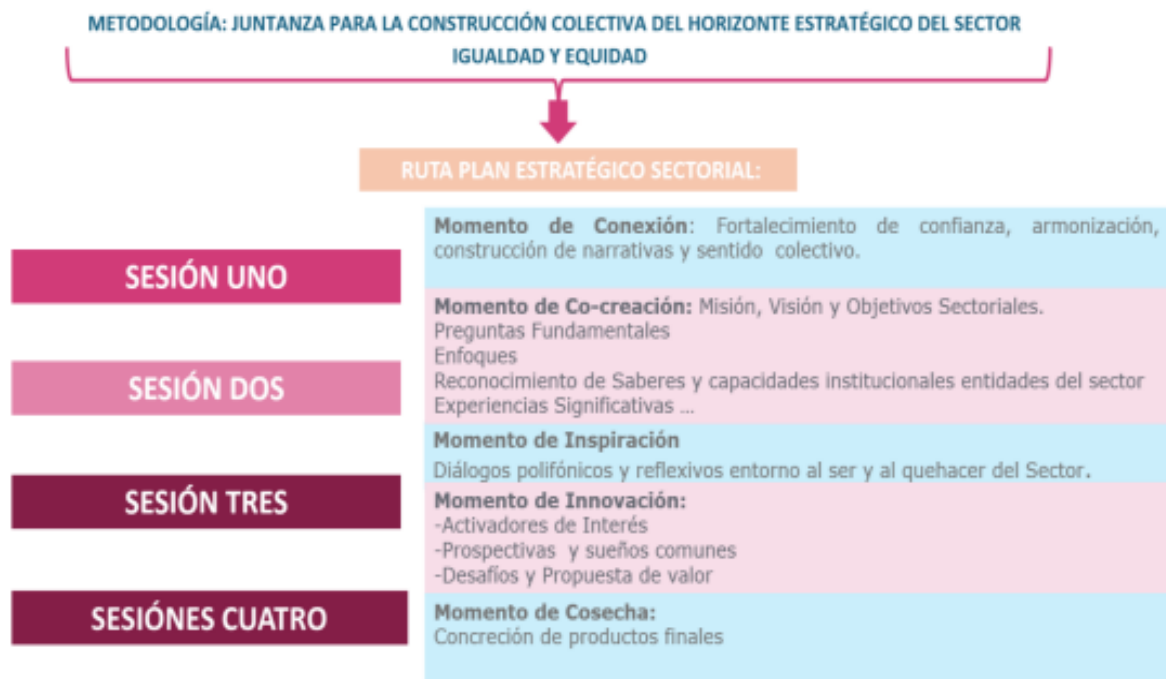 METODOLOGÍA: JUNTANZA PARA LA CONSTRUCCIÓN COLECTIVA DEL HORIZONTE ESTRATÉGICO DEL SECTOR
IGUALDAD Y EQUIDAD
RUTA PLAN ESTRATÉGICO SECTORIAL:
SESIÓN UNO
Momento de Conexión: Fortalecimiento de confianza, armonización,
construcción de narrativas y sentido colectivo.
SESIÓN DOS
Momento de Co-creación: Misión, Visión y Objetivos Sectoriales.
Preguntas Fundamentales
Enfoques
Reconocimiento de Saberes y capacidades institucionales entidades del sector
Experiencias Significativas ...
SESIÓN TRES
Momento de Inspiración
Diálogos polifónicos y reflexivos entorno al ser y al quehacer del Sector.
Momento de Innovación:
-Activadores de Interés
-Prospectivas y sueños comunes
-Desafíos y Propuesta de valor
SESIÓNES CUATRO
Momento de Cosecha:
Concreción de productos finales